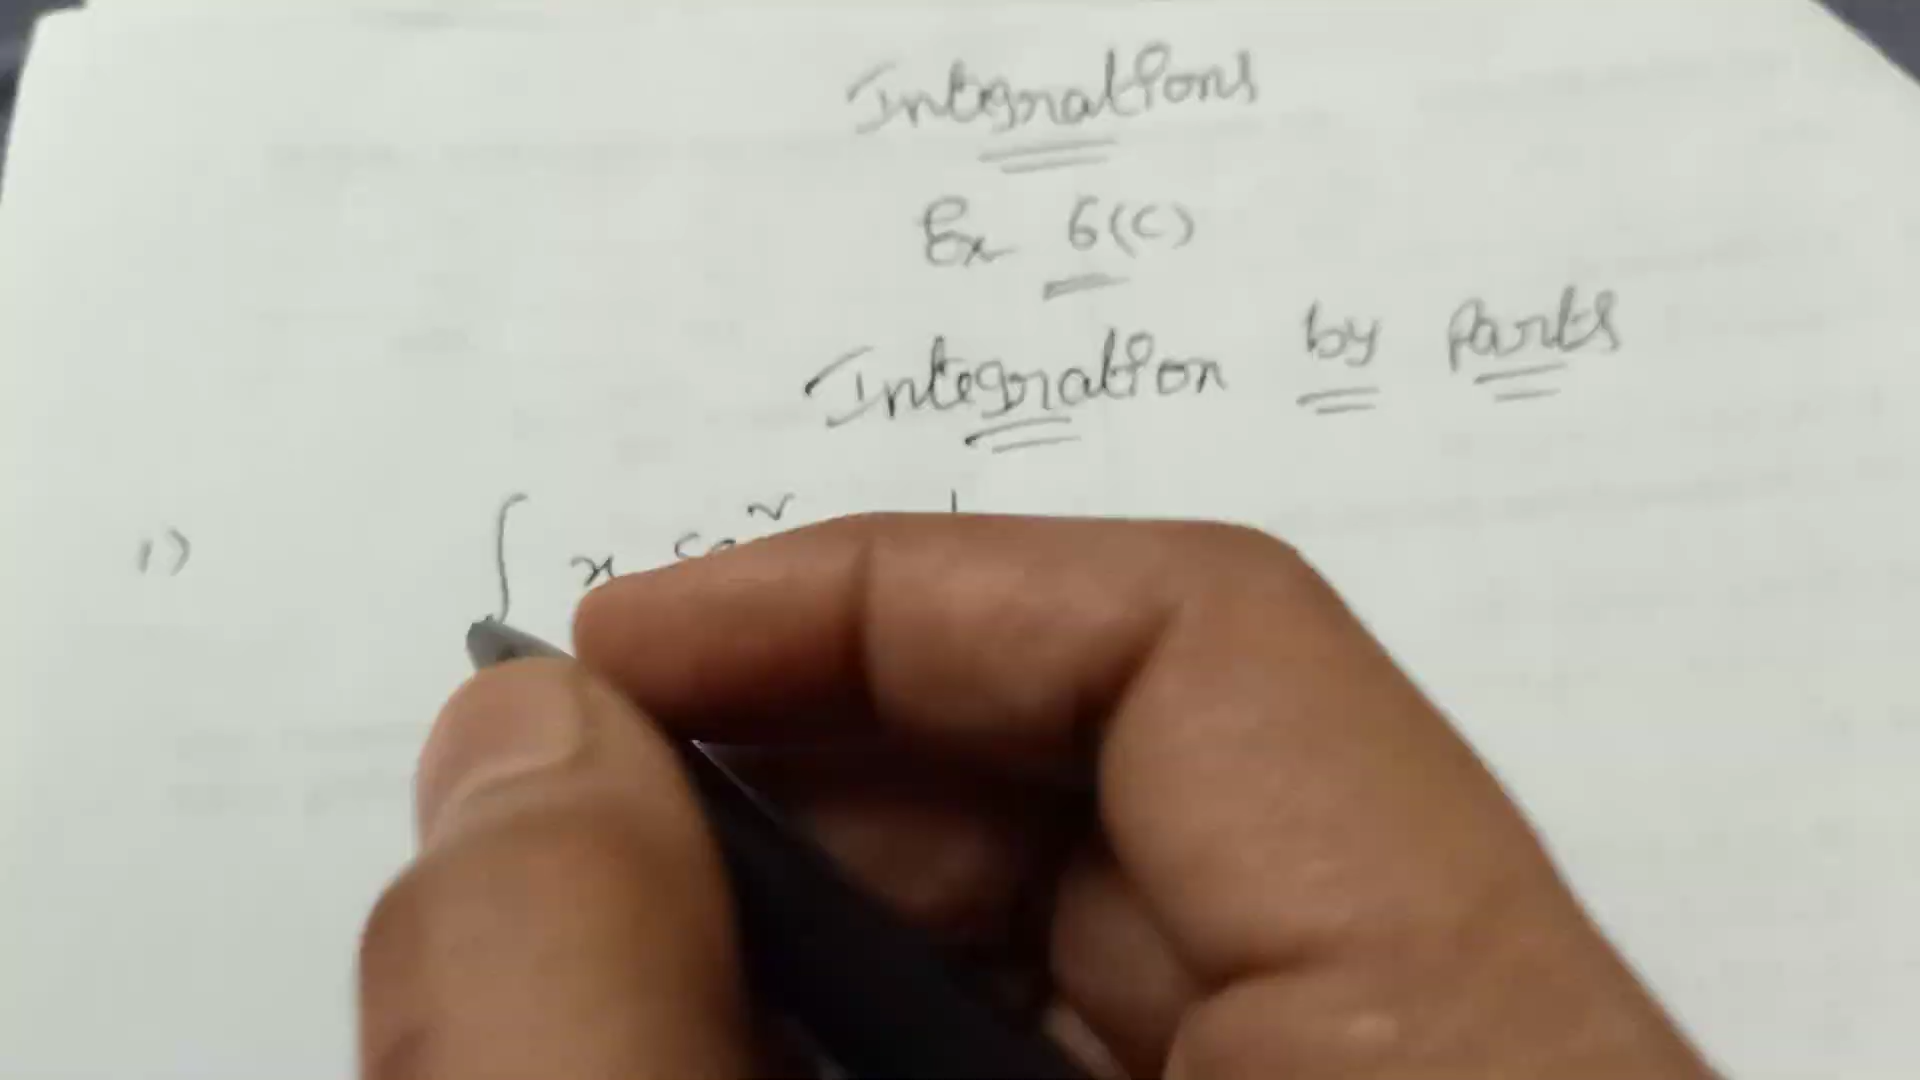 Integrations
Ex 6(C)
Integration by Parts
1) ∫ x